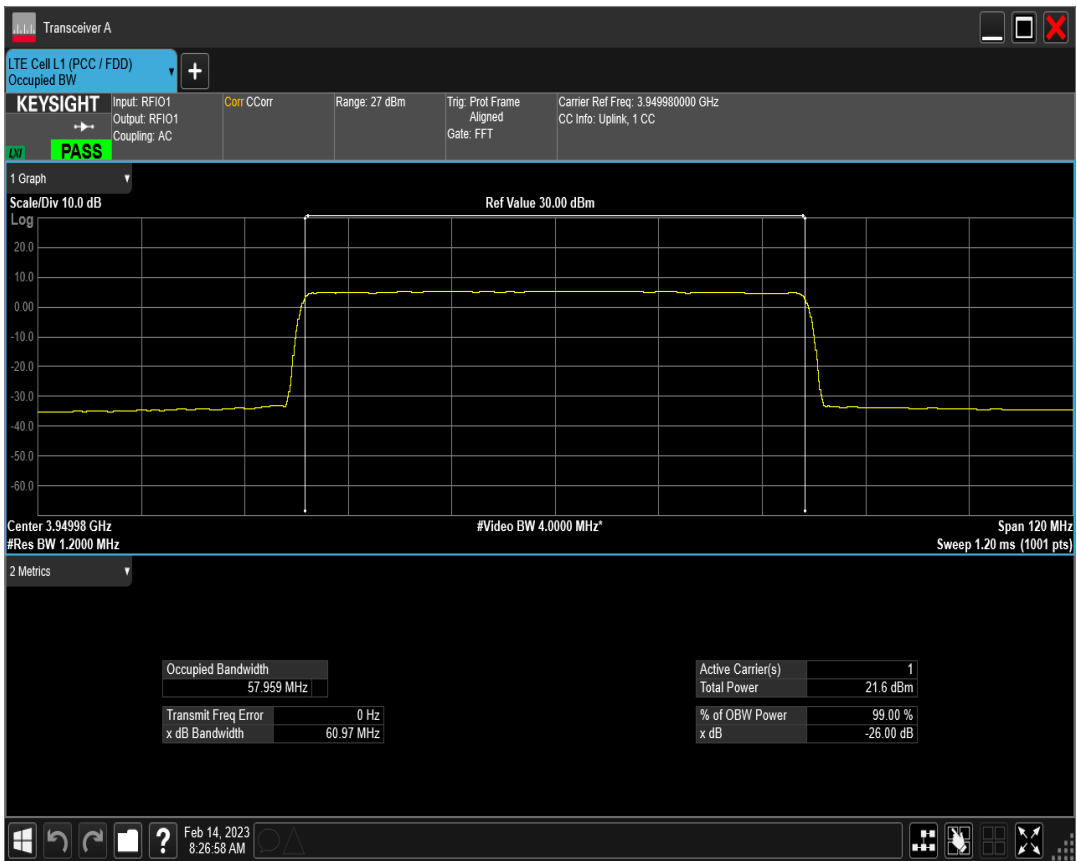 Transceiver A
LTE Cell L1 (PCC / FDD)
Occupied BW
KEYSIGHT
LXI
PASS
Input: RFIO1
Output: RFIO1
Coupling: AC
Corr CCorr
Range: 27 dBm
Trig: Prot Frame
Aligned
Gate: FFT
Carrier Ref Freq: 3.949980000 GHz
CC Info: Uplink, 1 CC
1 Graph
Scale/Div 10.0 dB
Ref Value 30.00 dBm
Log
20.0
10.0
0.00
-10.0
-20.0
-30.0
-40.0
-50.0
-60.0
Center 3.94998 GHz
#Video BW 4.0000 MHz*
Span 120 MHz
#Res BW 1.2000 MHz
Sweep 1.20 ms (1001 pts)
2 Metrics
Occupied Bandwidth
57.959 MHz
Transmit Freq Error 0 Hz
x dB Bandwidth 60.97 MHz
Active Carrier(s) 1
Total Power 21.6 dBm
% of OBW Power 99.00 %
x dB -26.00 dB
?
Feb 14, 2023
8:26:58 AM